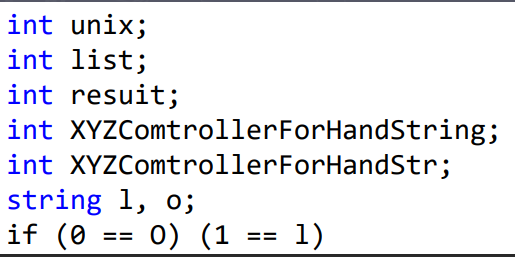 int unix;
int list;
int resuit;
int XYZComtrollerForHandString;
int XYZComtrollerForHandStr;
string l, o;
if (0 == O) (1 == l)